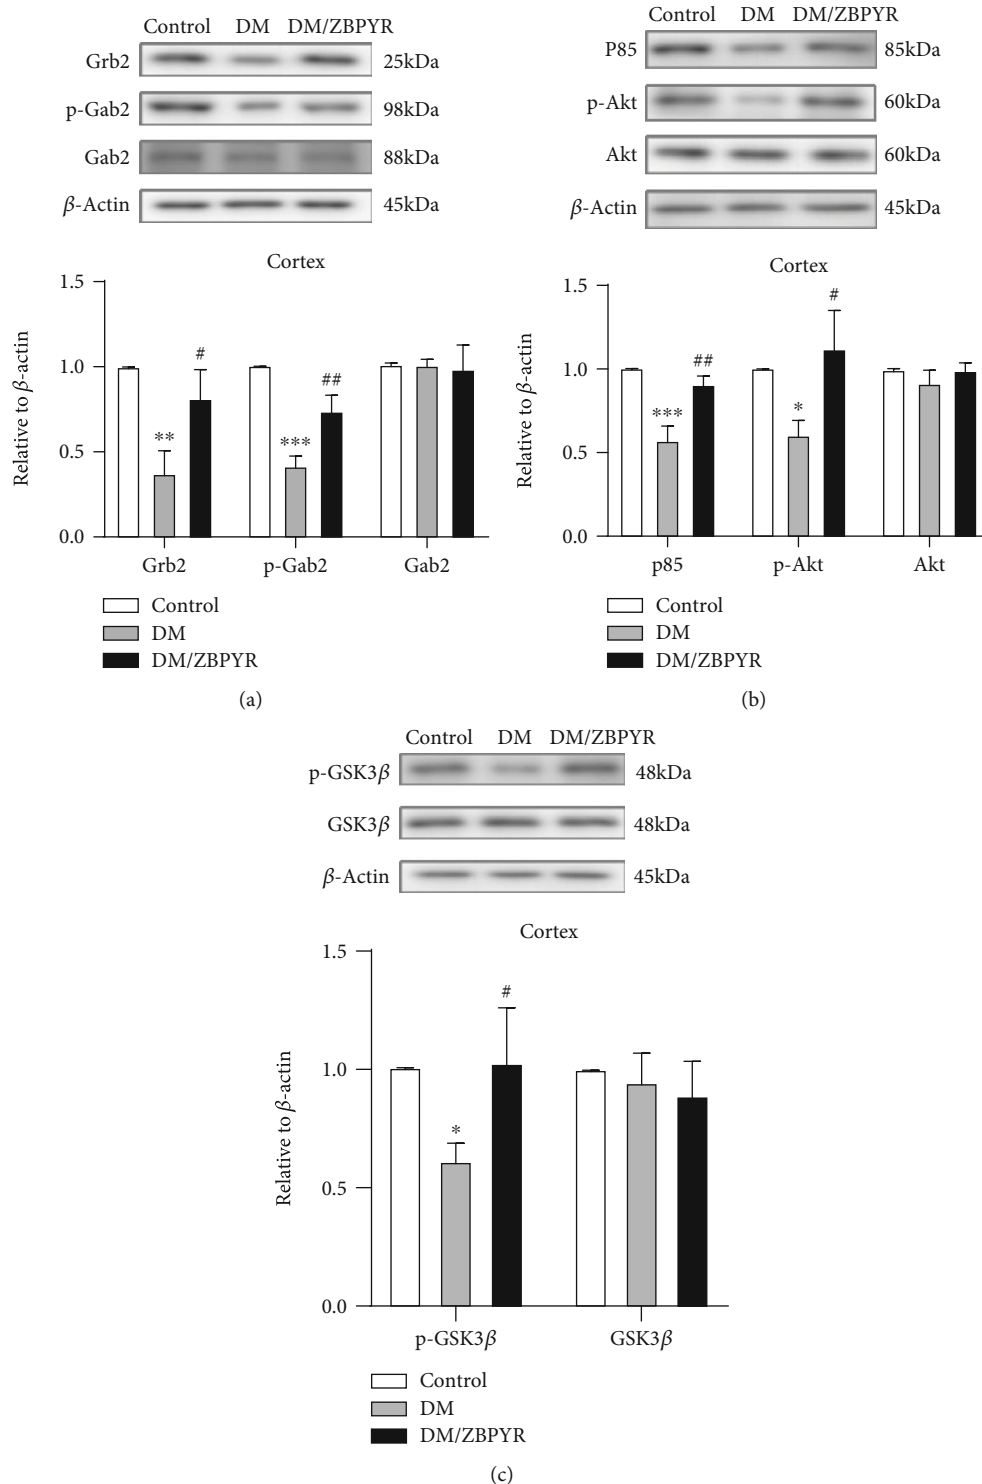 Control DM DM/ZBPYR
Grb2 25kDa
p-Gab2 98kDa
Gab2 88kDa
β-Actin 45kDa
Cortex
Relative to β-actin
1.5
1.0
0.5
0.0
** # *** ##
Grb2 p-Gab2 Gab2
Control
DM
DM/ZBPYR
(a)
Control DM DM/ZBPYR
P85 85kDa
p-Akt 60kDa
Akt 60kDa
β-Actin 45kDa
Cortex
Relative to β-actin
1.5
1.0
0.5
0.0
*** ## * #
p85 p-Akt Akt
Control
DM
DM/ZBPYR
(b)
Control DM DM/ZBPYR
p-GSK3β 48kDa
GSK3β 48kDa
β-Actin 45kDa
Cortex
Relative to β-actin
1.5
1.0
0.5
0.0
* #
p-GSK3β GSK3β
Control
DM
DM/ZBPYR
(c)